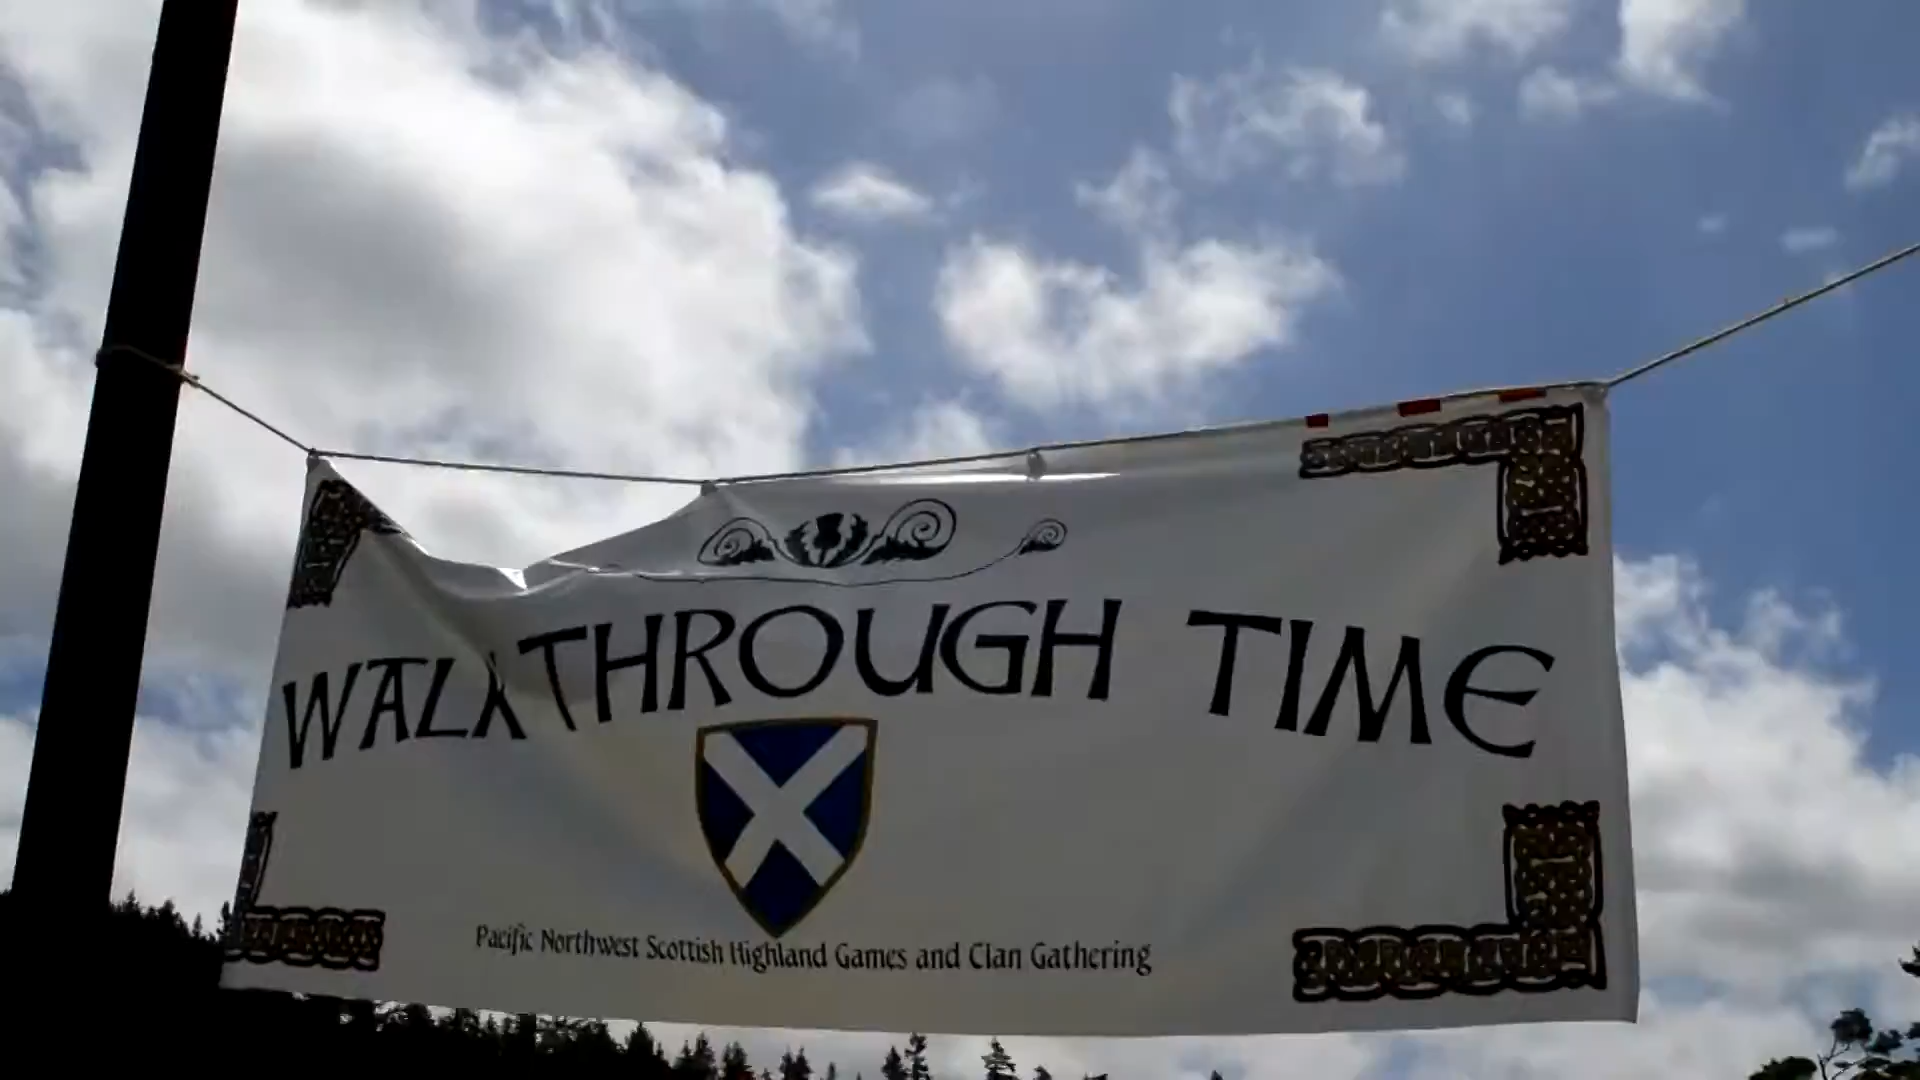 WALK THROUGH TIME
Pacific Northwest Scottish Highland Games and Clan Gathering